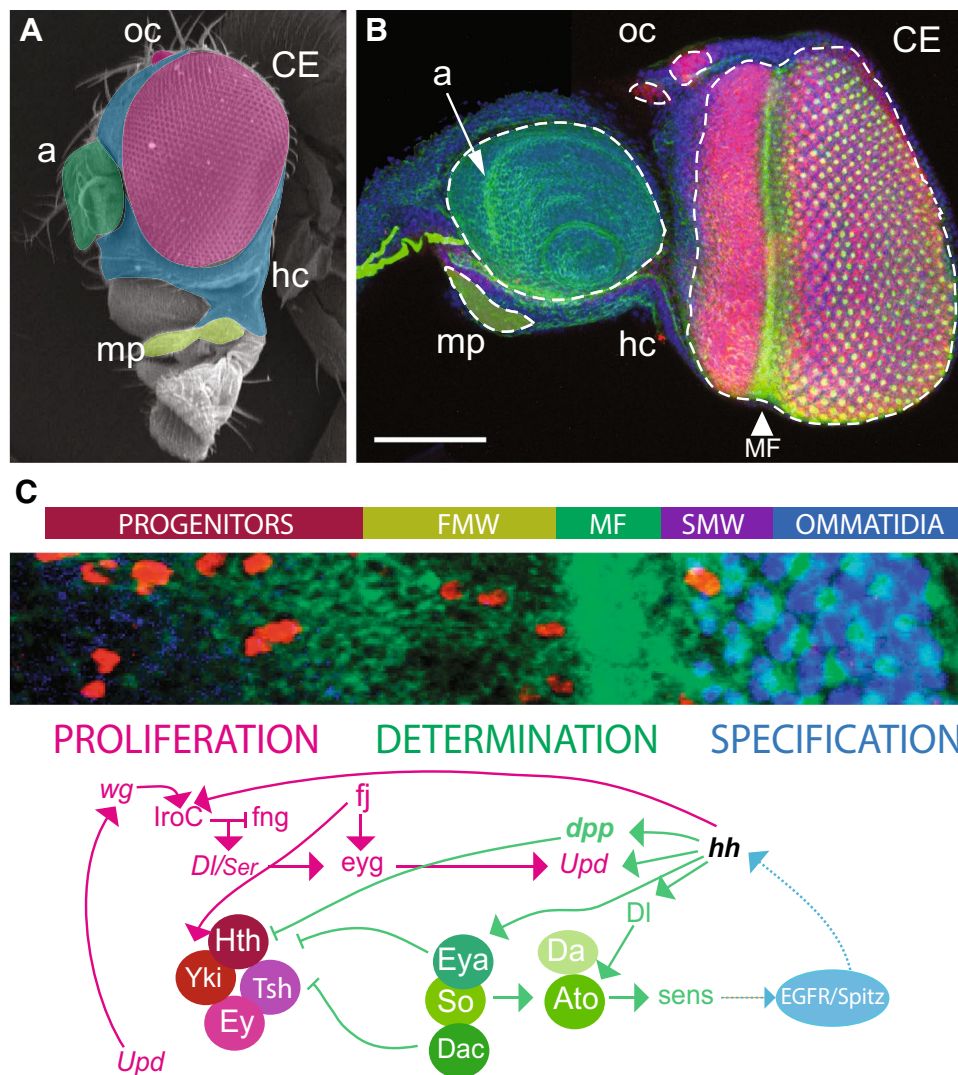 A
oc
CE
a
hc
mp
B
oc
CE
a
mp
hc
MF
C
PROGENITORS FMW MF SMW OMMATIDIA
PROLIFERATION DETERMINATION SPECIFICATION
wg
IroC
fng
fj
dpp
hh
Dl/Ser
eyg
Upd
Dl
Hth
Yki
Tsh
Ey
Eya
So
Dac
Da
Ato
sens
EGFR/Spitz
Upd